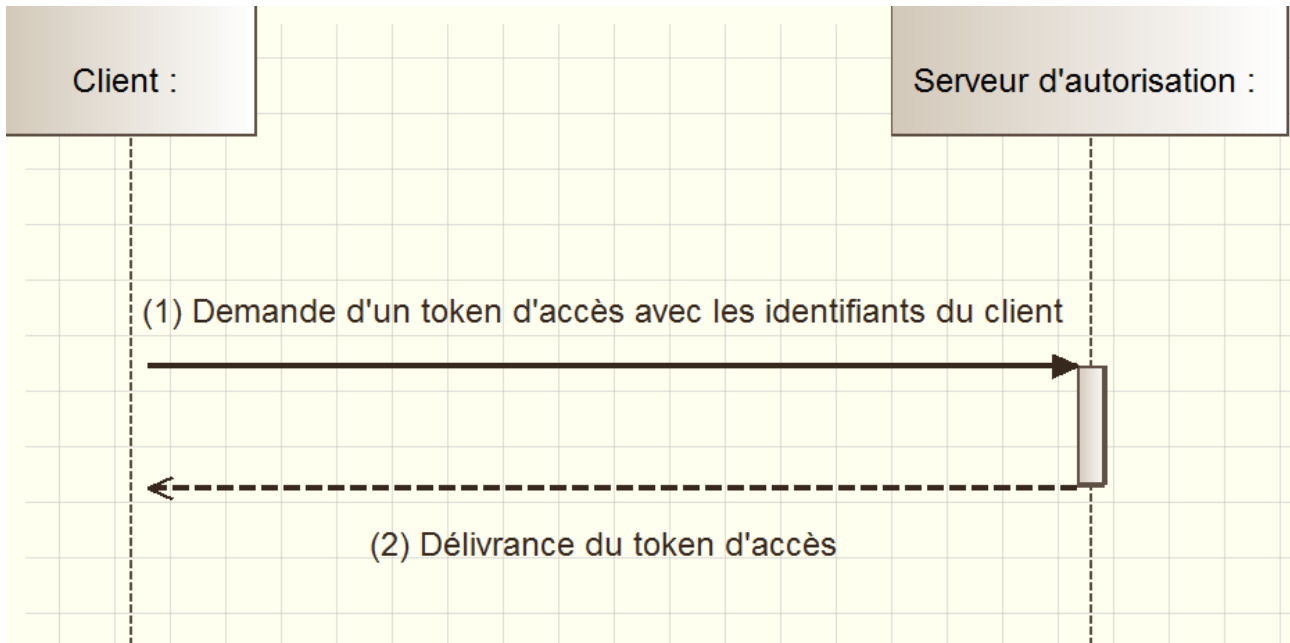 Client :
Serveur d'autorisation :
(1) Demande d'un token d'accès avec les identifiants du client
(2) Délivrance du token d'accès